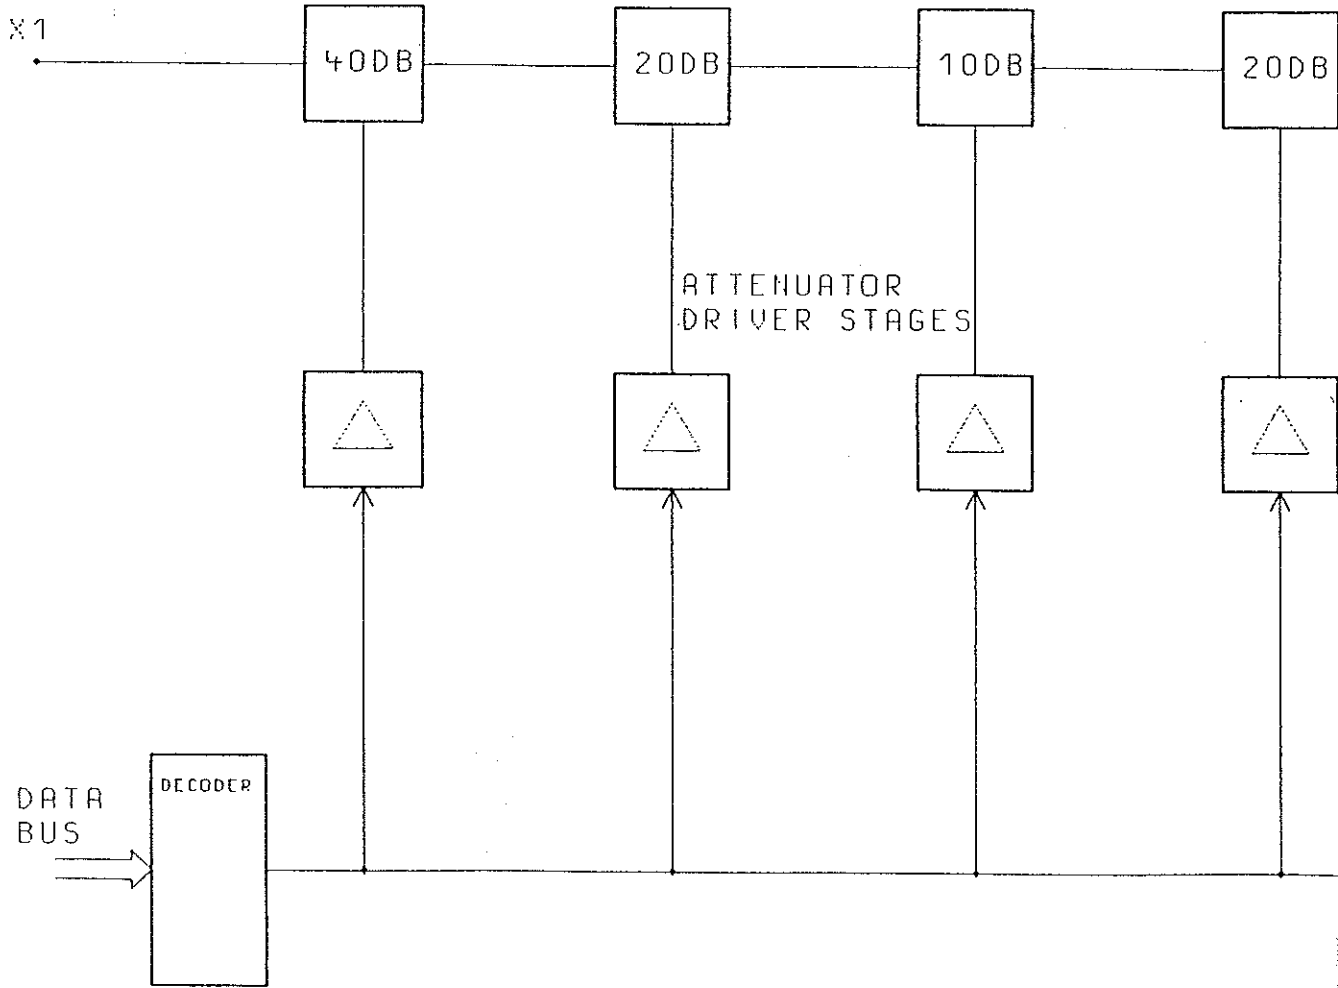 X1
40DB
20DB
10DB
20DB
ATTENUATOR
DRIVER STAGES
DECODER
DATA
BUS